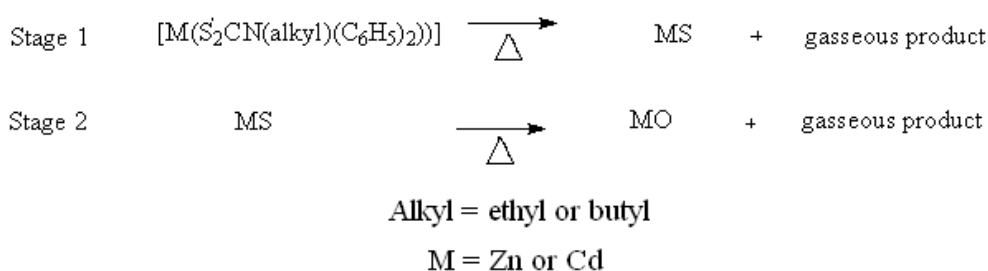 Stage 1 [M(S2CN(alkyl)(C6H5)2))] Δ MS + gasseous product
Stage 2 MS Δ MO + gasseous product
Alkyl = ethyl or butyl
M = Zn or Cd